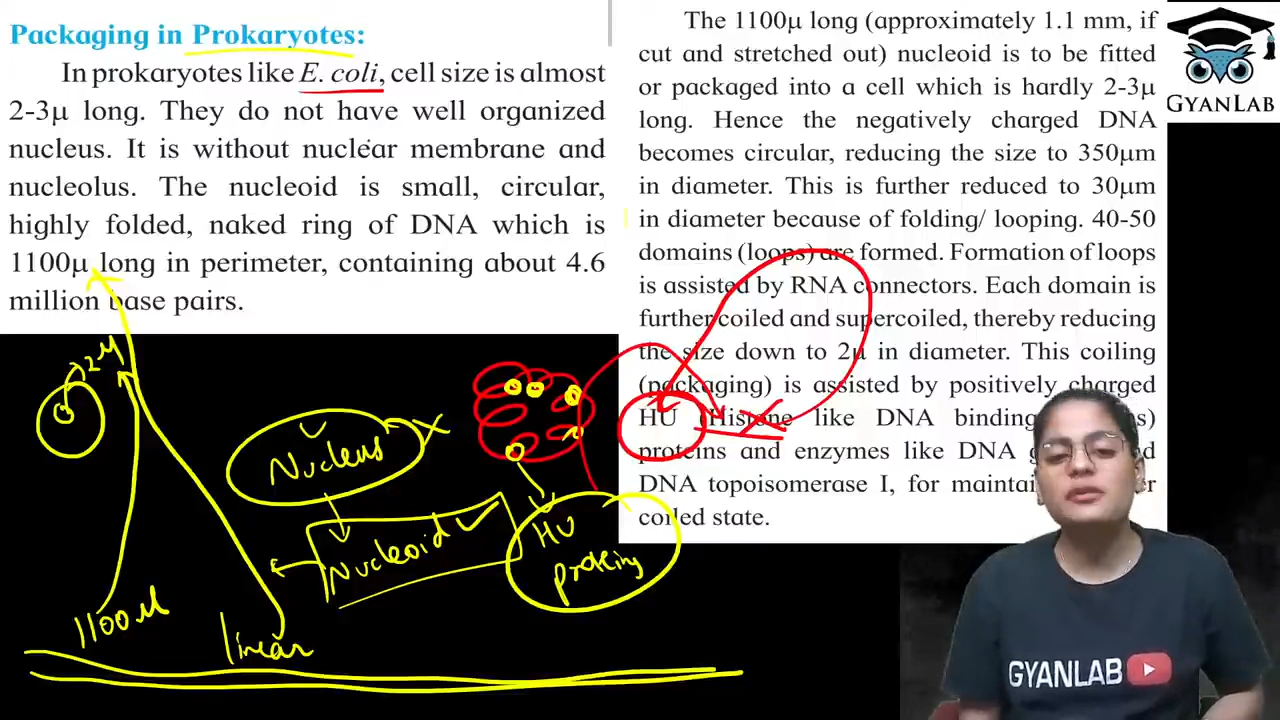 Packaging in Prokaryotes:
In prokaryotes like E. coli, cell size is almost
2-3μ long. They do not have well organized
nucleus. It is without nuclear membrane and
nucleolus. The nucleoid is small, circular,
highly folded, naked ring of DNA which is
1100μ long in perimeter, containing about 4.6
million base pairs.
The 1100μ long (approximately 1.1 mm, if
cut and stretched out) nucleoid is to be fitted
or packaged into a cell which is hardly 2-3μ
long. Hence the negatively charged DNA
becomes circular, reducing the size to 350μm
in diameter. This is further reduced to 30μm
in diameter because of folding/ looping. 40-50
domains (loops) are formed. Formation of loops
is assisted by RNA connectors. Each domain is
further coiled and supercoiled, thereby reducing
the size down to 2μ in diameter. This coiling
(packaging) is assisted by positively charged
HU (Histone like DNA binding
proteins and enzymes like DNA
DNA topoisomerase I, for
coiled state.
GYANLAB
2μ
Nucleus
Nucleoid
HU
proteins
1100μ
linear
GYANLAB